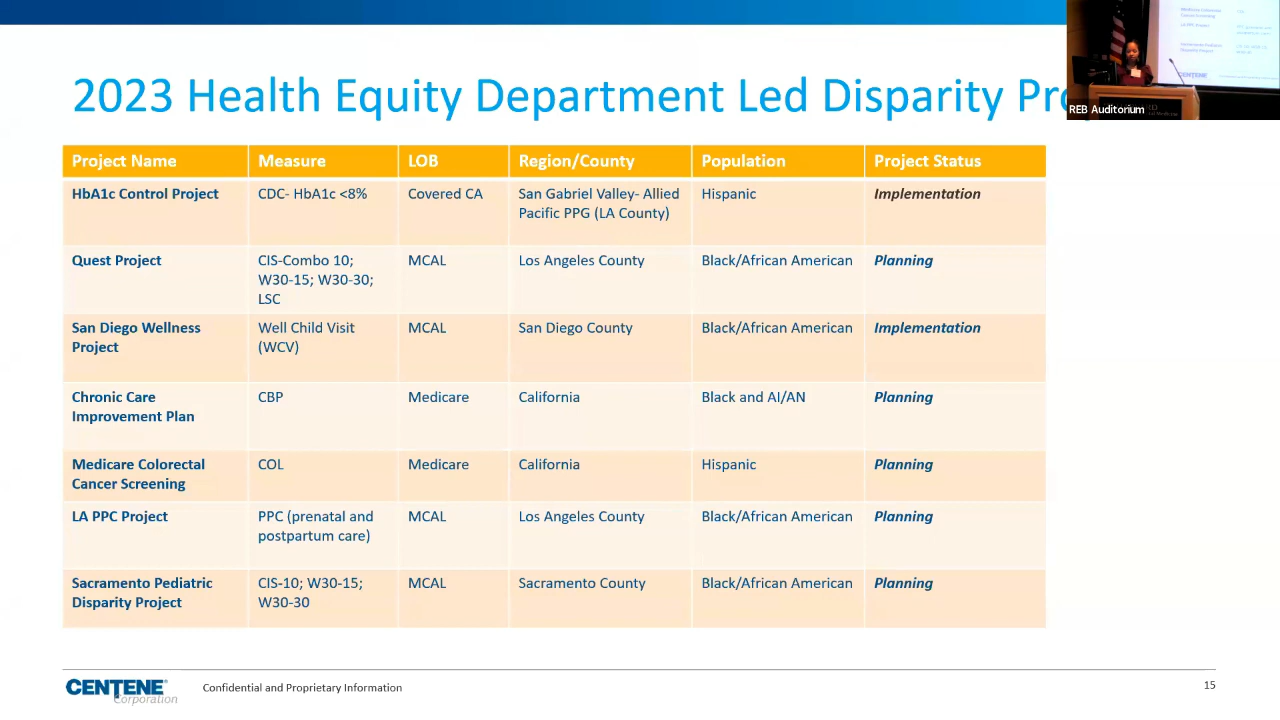 2023 Health Equity Department Led Disparity
REB Auditorium
Project Name Measure LOB Region/County Population Project Status
HbA1c Control Project CDC- HbA1c <8% Covered CA San Gabriel Valley- Allied Hispanic Implementation
Pacific PPG (LA County)
Quest Project CIS-Combo 10; MCAL Los Angeles County Black/African American Planning
W30-15; W30-30;
LSC
San Diego Wellness Well Child Visit MCAL San Diego County Black/African American Implementation
Project (WCV)
Chronic Care CBP Medicare California Black and AI/AN Planning
Improvement Plan
Medicare Colorectal COL Medicare California Hispanic Planning
Cancer Screening
LA PPC Project PPC (prenatal and MCAL Los Angeles County Black/African American Planning
postpartum care)
Sacramento Pediatric CIS-10; W30-15; MCAL Sacramento County Black/African American Planning
Disparity Project W30-30
CENTENE Confidential and Proprietary Information 15
Corporation